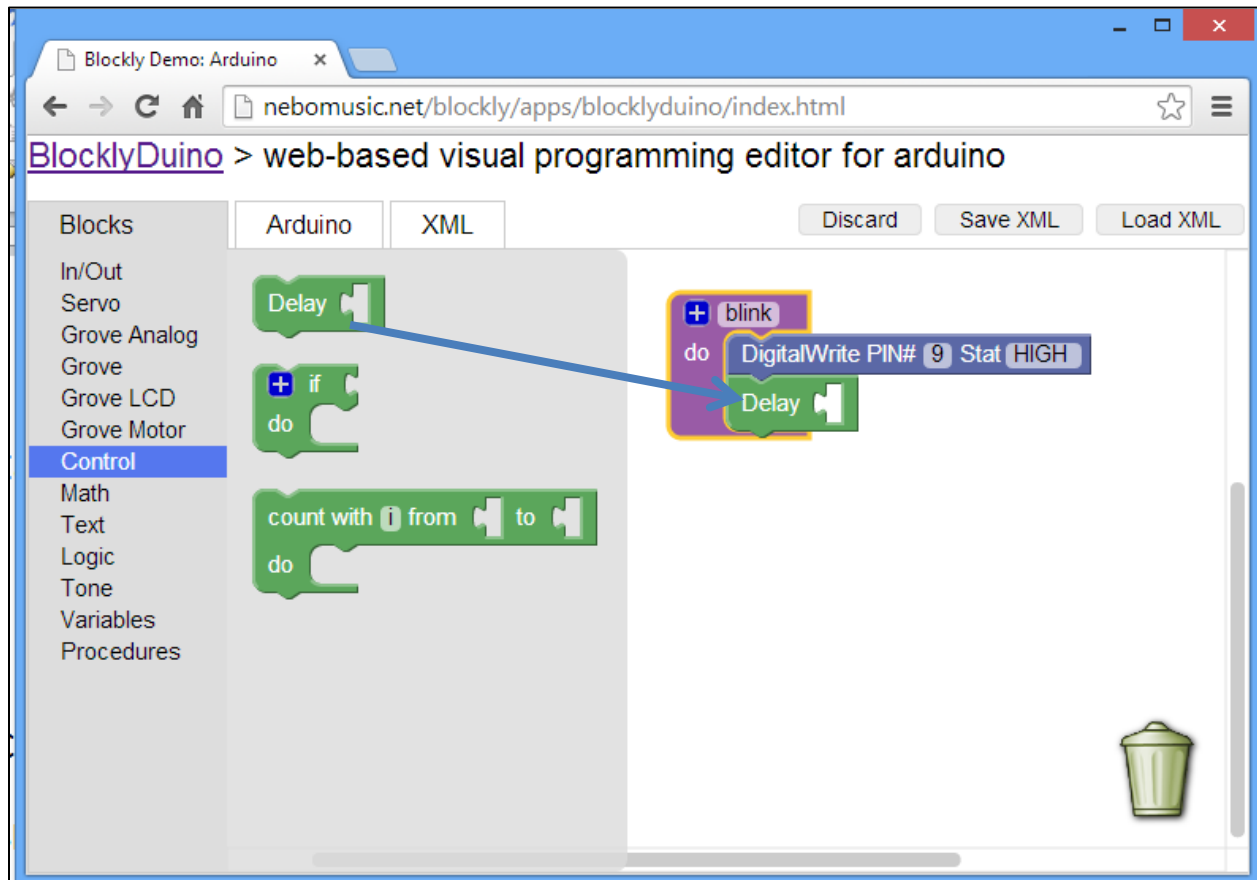 Blockly Demo: Arduino
nebomusic.net/blockly/apps/blocklyduino/index.html
BlocklyDuino > web-based visual programming editor for arduino
Blocks
Arduino
XML
Discard
Save XML
Load XML
In/Out
Servo
Grove Analog
Grove
Grove LCD
Grove Motor
Control
Math
Text
Logic
Tone
Variables
Procedures
Delay
if
do
count with i from to
do
blink
do DigitalWrite PIN# 9 Stat HIGH
Delay